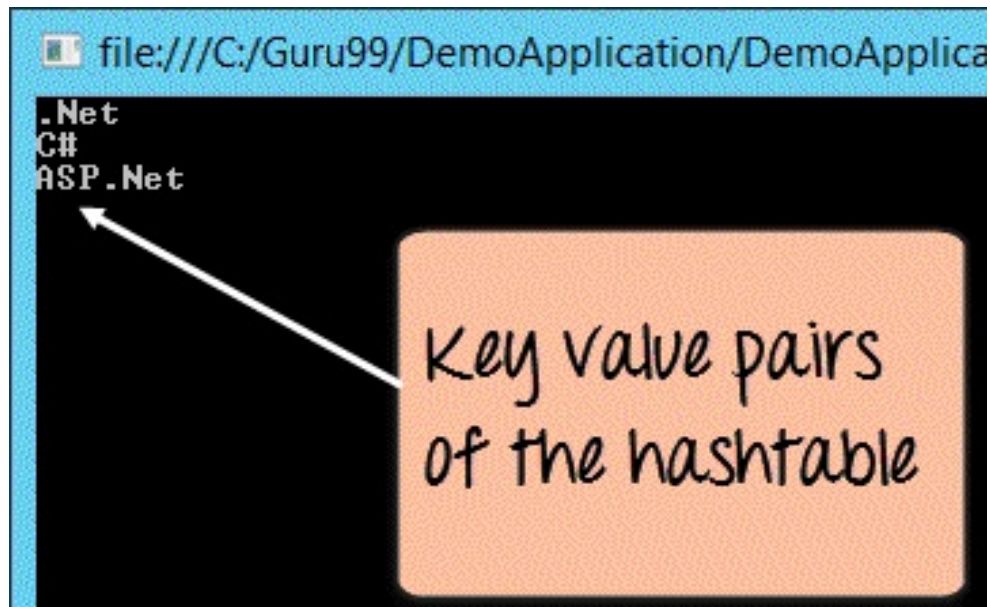 file:///C:/Guru99/DemoApplication/DemoApplica
.Net
C#
ASP.Net
Key value pairs
of the hashtable